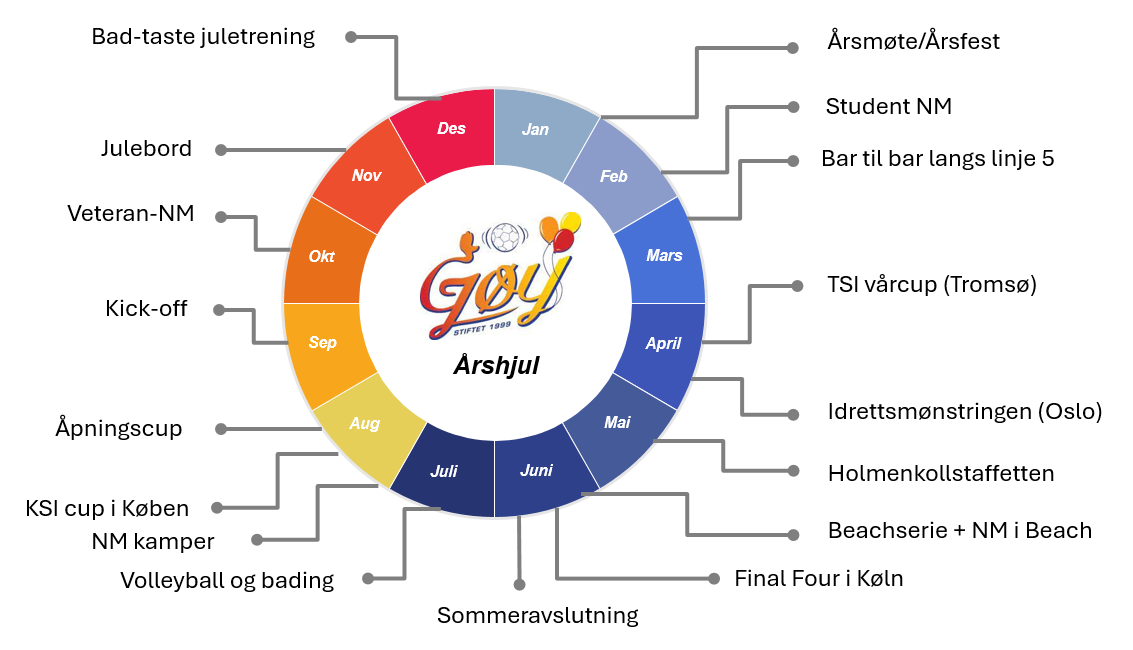 Bad-taste juletrening
Årsmøte/Årsfest
Student NM
Bar til bar langs linje 5
TSI vårcup (Tromsø)
Idrettsmønstringen (Oslo)
Holmenkollstaffetten
Beachserie + NM i Beach
Final Four i Køln
Sommeravslutning
Volleyball og bading
NM kamper
KSI cup i Køben
Åpningscup
Kick-off
Veteran-NM
Julebord
Jan
Feb
Mars
April
Mai
Juni
Juli
Aug
Sep
Okt
Nov
Des
Gøy
STIFTET 1999
Årshjul